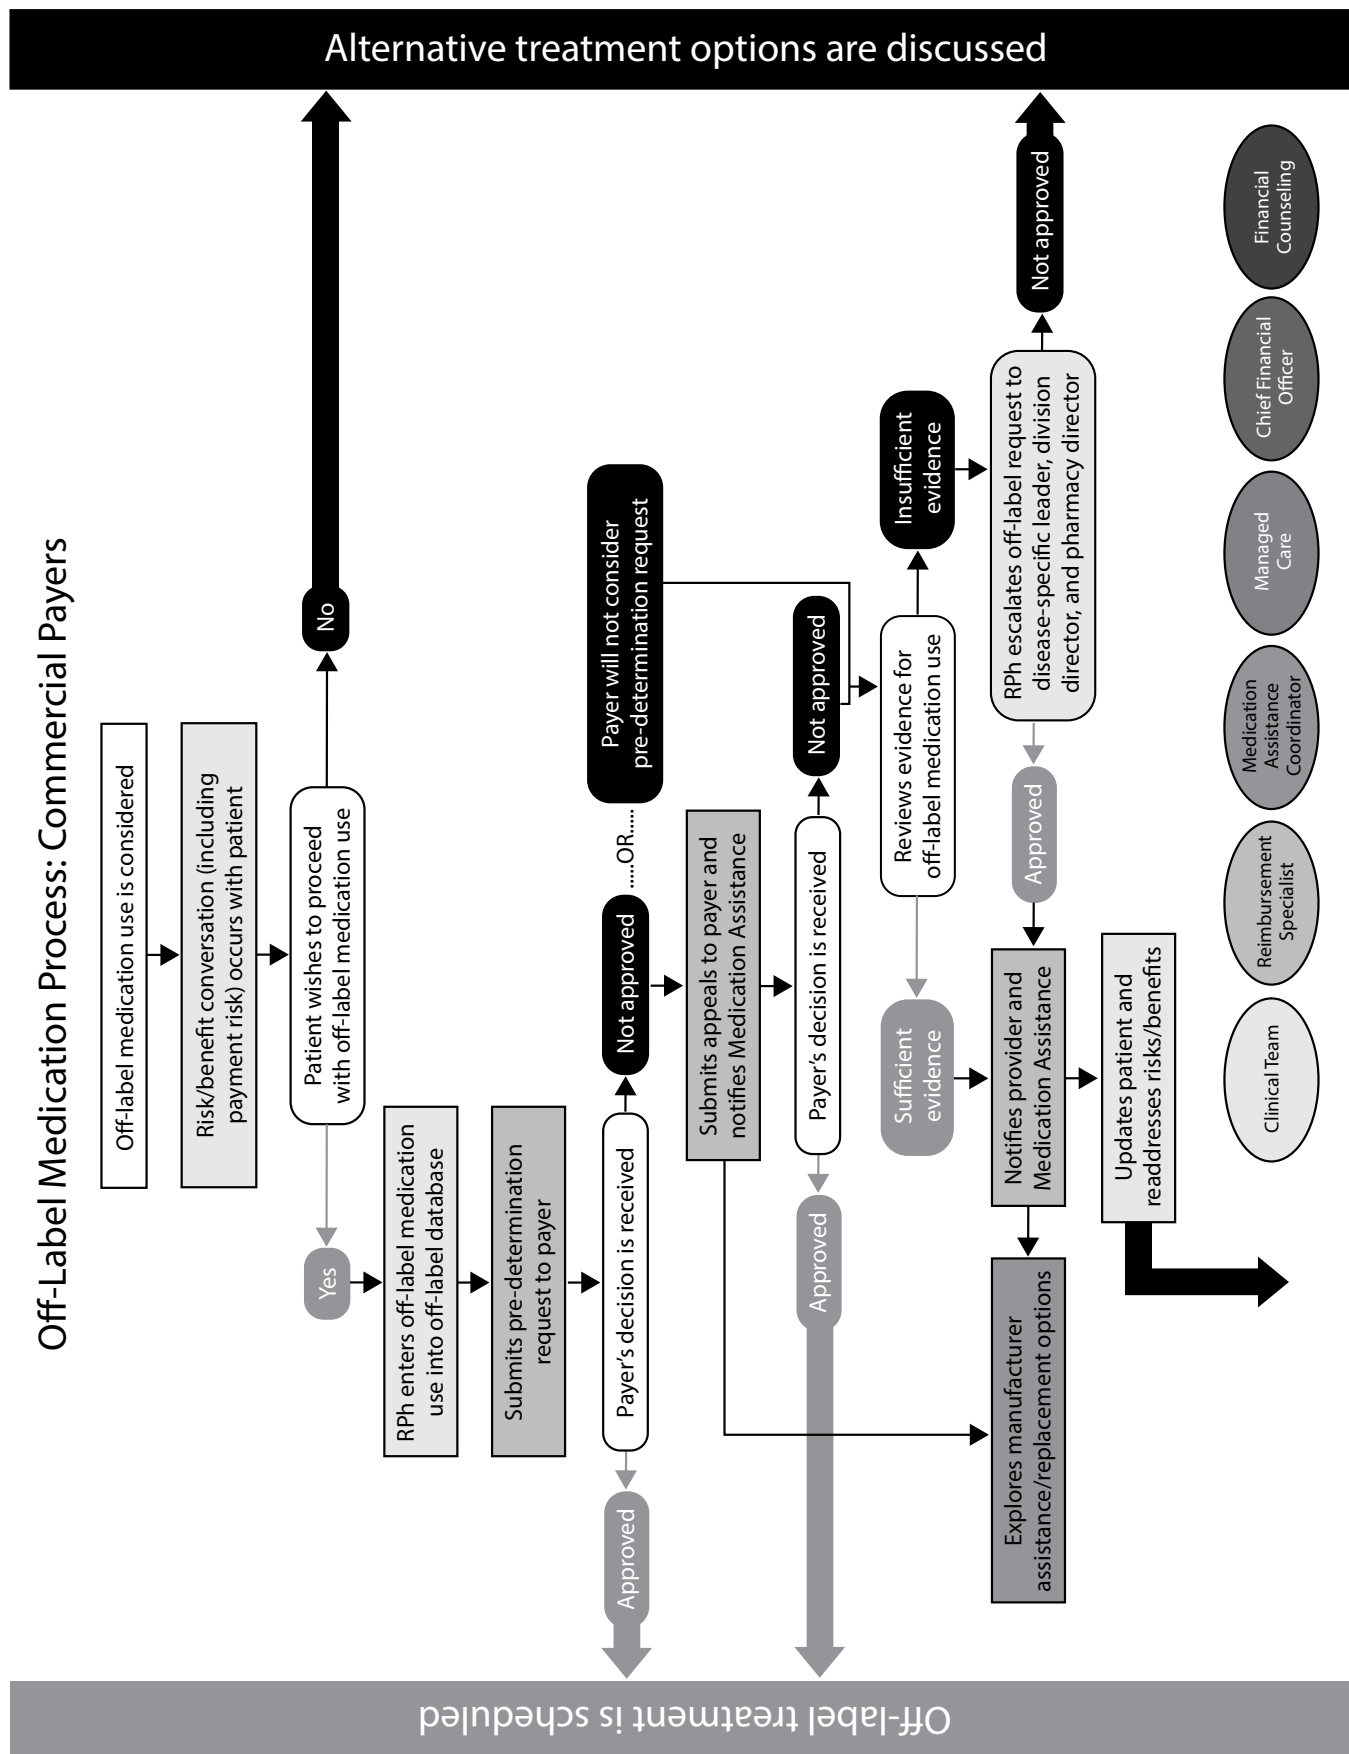 Off-Label Medication Process: Commercial Payers
Off-label medication use is considered
Risk/benefit conversation (including
payment risk) occurs with patient
Patient wishes to proceed
with off-label medication use
Yes
No
RPh enters off-label medication
use into off-label database
Submits pre-determination
request to payer
Payer's decision is received
Approved
Not approved
......OR......
Payer will not consider
pre-determination request
Submits appeals to payer and
notifies Medication Assistance
Payer's decision is received
Approved
Not approved
Reviews evidence for
off-label medication use
Sufficient
evidence
Insufficient
evidence
Explores manufacturer
assistance/replacement options
Notifies provider and
Medication Assistance
Approved
RPh escalates off-label request to
disease-specific leader, division
director, and pharmacy director
Not approved
Updates patient and
readdresses risks/benefits
Clinical Team
Reimbursement
Specialist
Medication
Assistance
Coordinator
Managed
Care
Chief Financial
Officer
Financial
Counseling
Off-label treatment is scheduled
Alternative treatment options are discussed